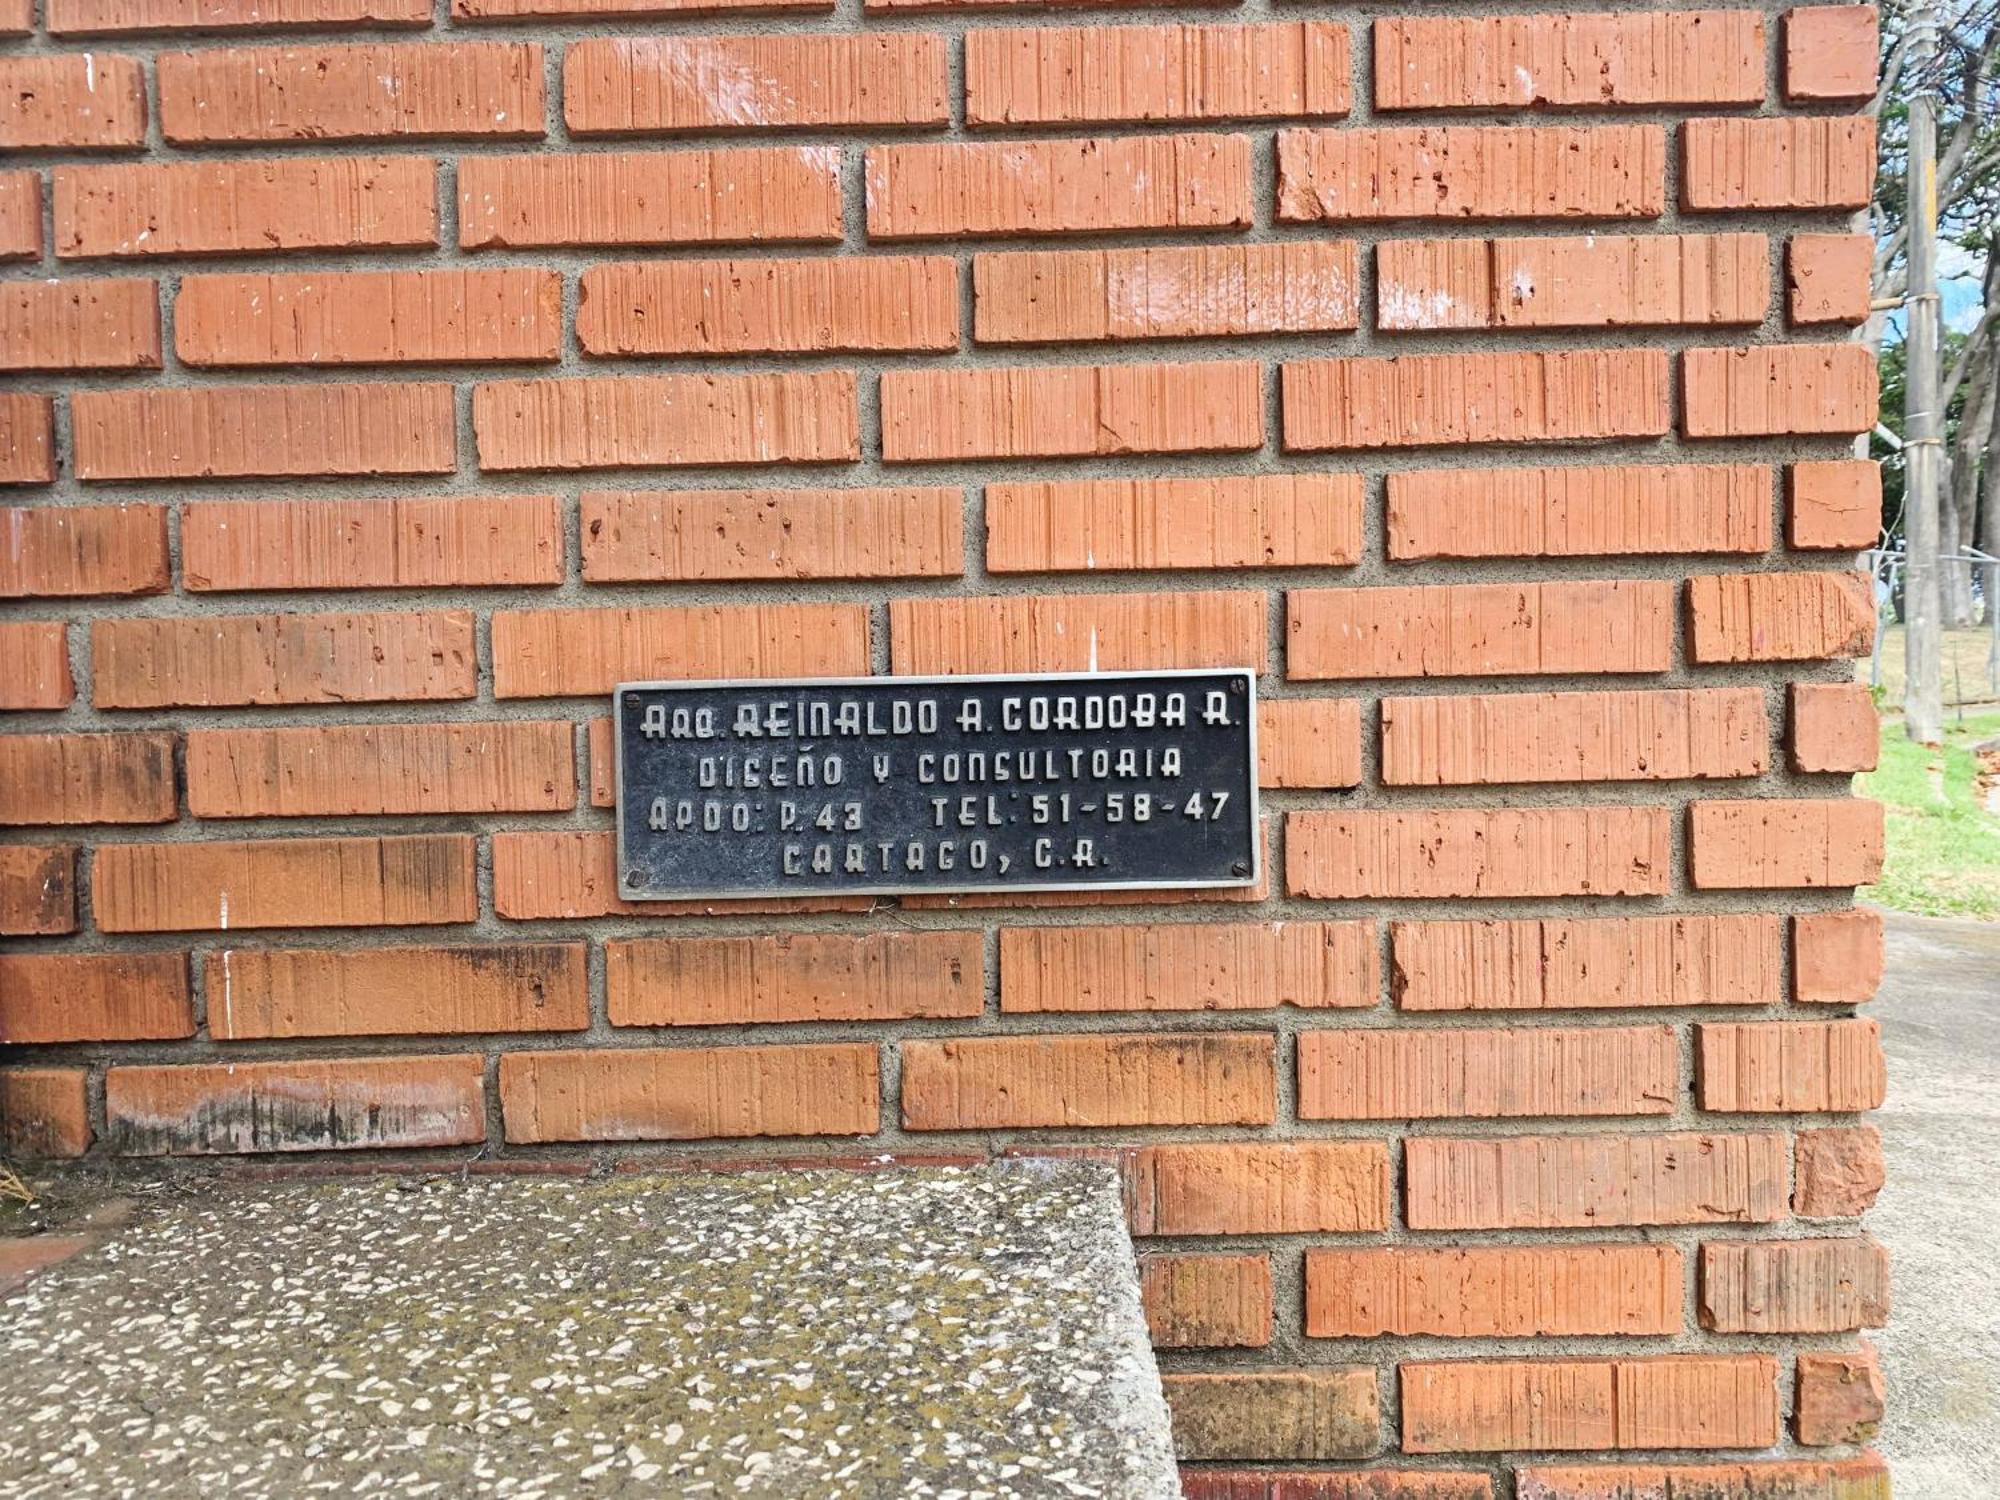 ARQ. REINALDO A. CORDOBA R.
DISEÑO Y CONSULTORIA
APDO: P. 43 TEL: 51-58-47
CARTAGO, C.R.